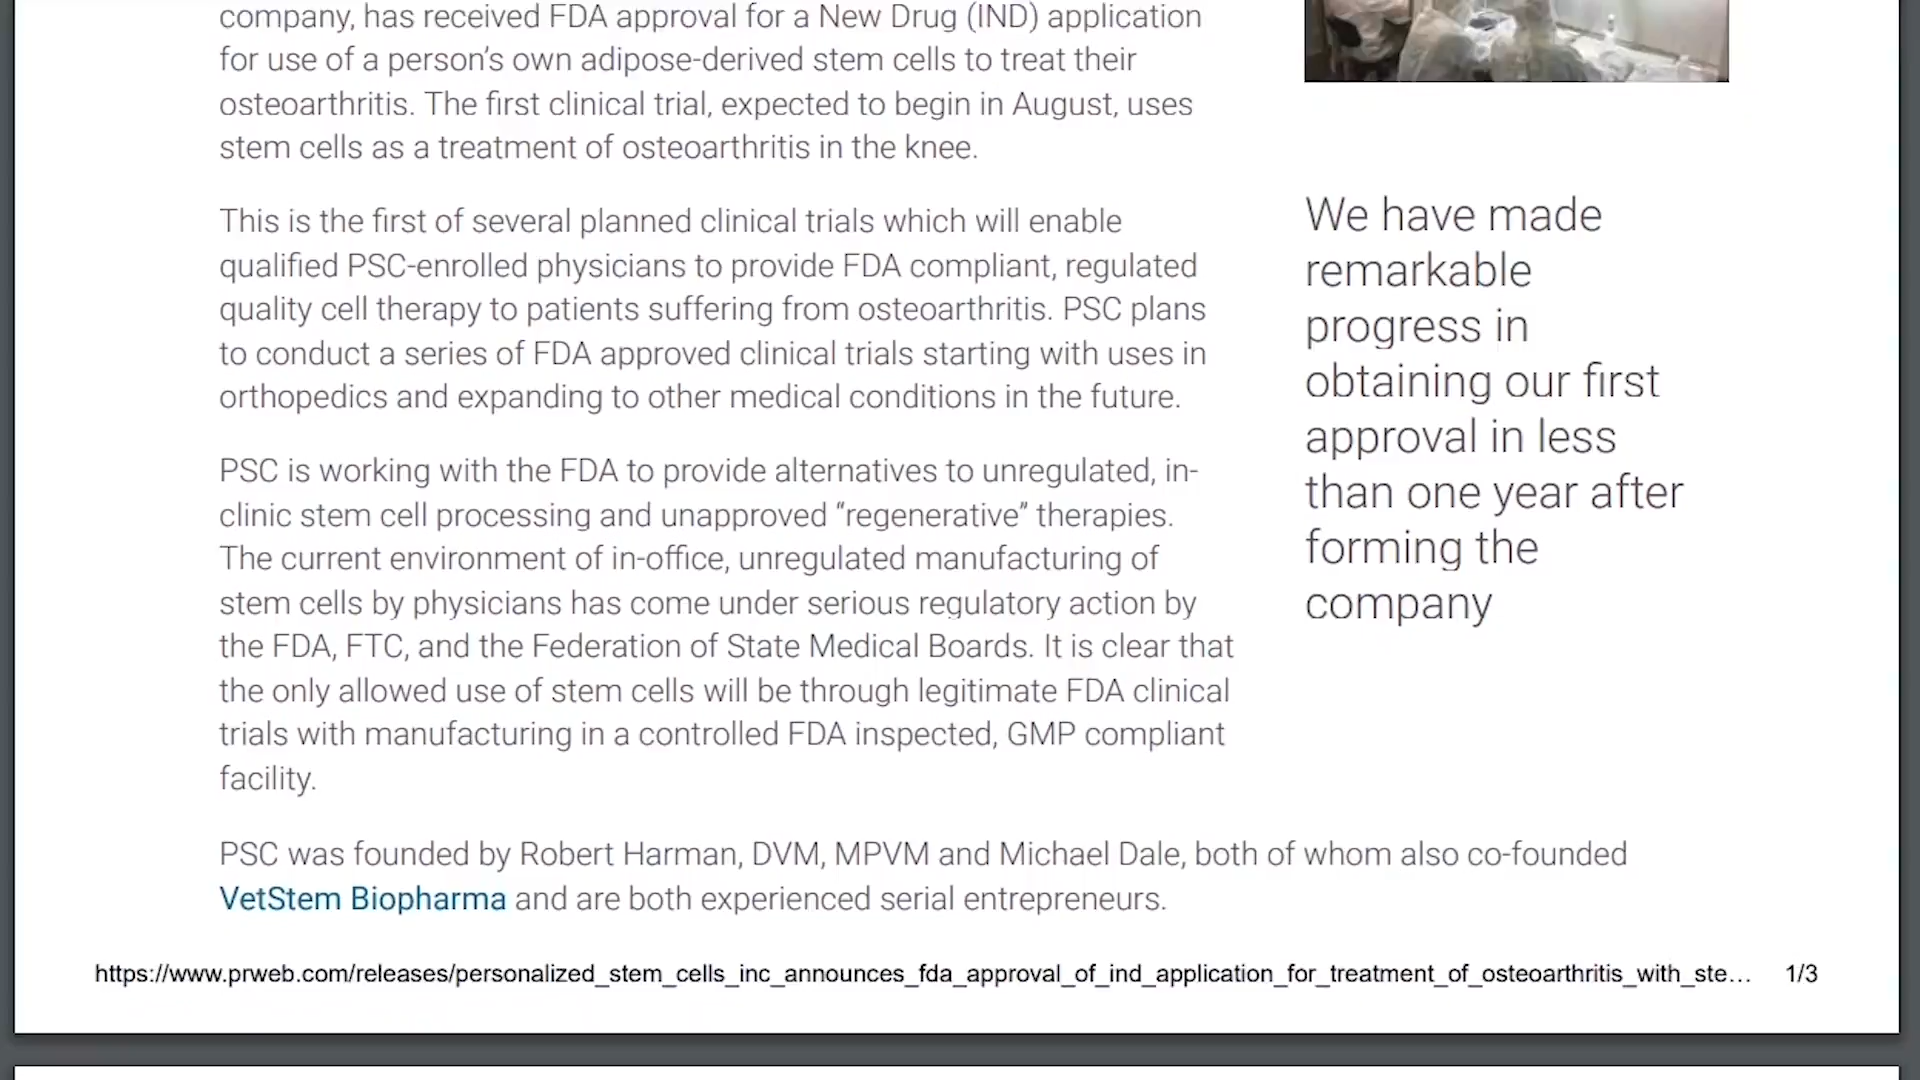 company, has received FDA approval for a New Drug (IND) application
for use of a person’s own adipose-derived stem cells to treat their
osteoarthritis. The first clinical trial, expected to begin in August, uses
stem cells as a treatment of osteoarthritis in the knee.
This is the first of several planned clinical trials which will enable
qualified PSC-enrolled physicians to provide FDA compliant, regulated
quality cell therapy to patients suffering from osteoarthritis. PSC plans
to conduct a series of FDA approved clinical trials starting with uses in
orthopedics and expanding to other medical conditions in the future.
PSC is working with the FDA to provide alternatives to unregulated, in-
clinic stem cell processing and unapproved “regenerative” therapies.
The current environment of in-office, unregulated manufacturing of
stem cells by physicians has come under serious regulatory action by
the FDA, FTC, and the Federation of State Medical Boards. It is clear that
the only allowed use of stem cells will be through legitimate FDA clinical
trials with manufacturing in a controlled FDA inspected, GMP compliant
facility.
We have made
remarkable
progress in
obtaining our first
approval in less
than one year after
forming the
company
PSC was founded by Robert Harman, DVM, MPVM and Michael Dale, both of whom also co-founded
VetStem Biopharma and are both experienced serial entrepreneurs.
https://www.prweb.com/releases/personalized_stem_cells_inc_announces_fda_approval_of_ind_application_for_treatment_of_osteoarthritis_with_ste… 1/3